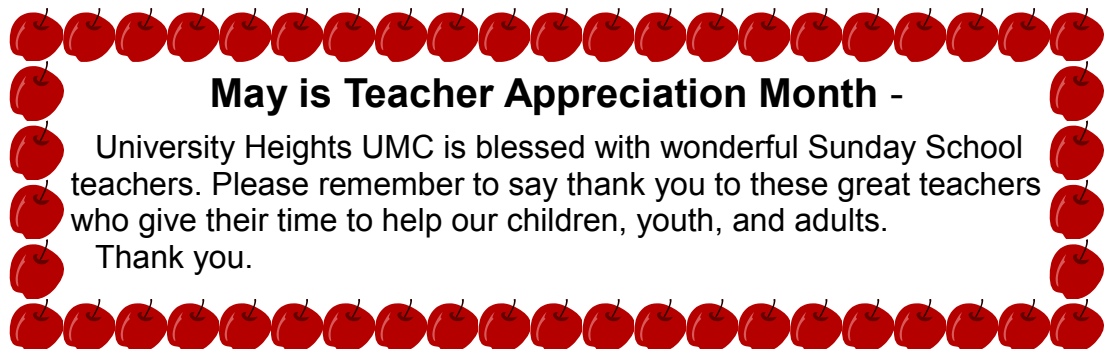 May is Teacher Appreciation Month -
University Heights UMC is blessed with wonderful Sunday School
teachers. Please remember to say thank you to these great teachers
who give their time to help our children, youth, and adults.
Thank you.